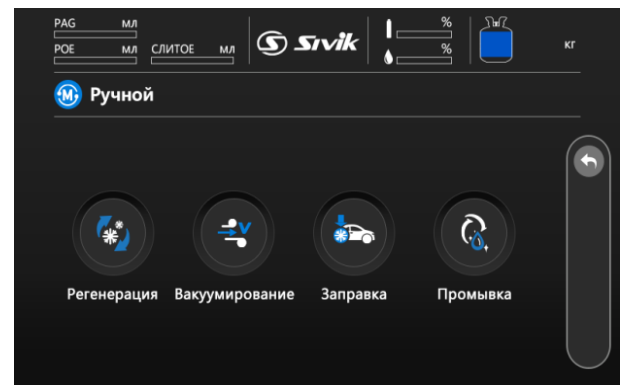 PAG мл
POE мл СЛИТОЕ мл
Sivik
%
%
кг
M Ручной
V
Регенерация Вакуумирование Заправка Промывка